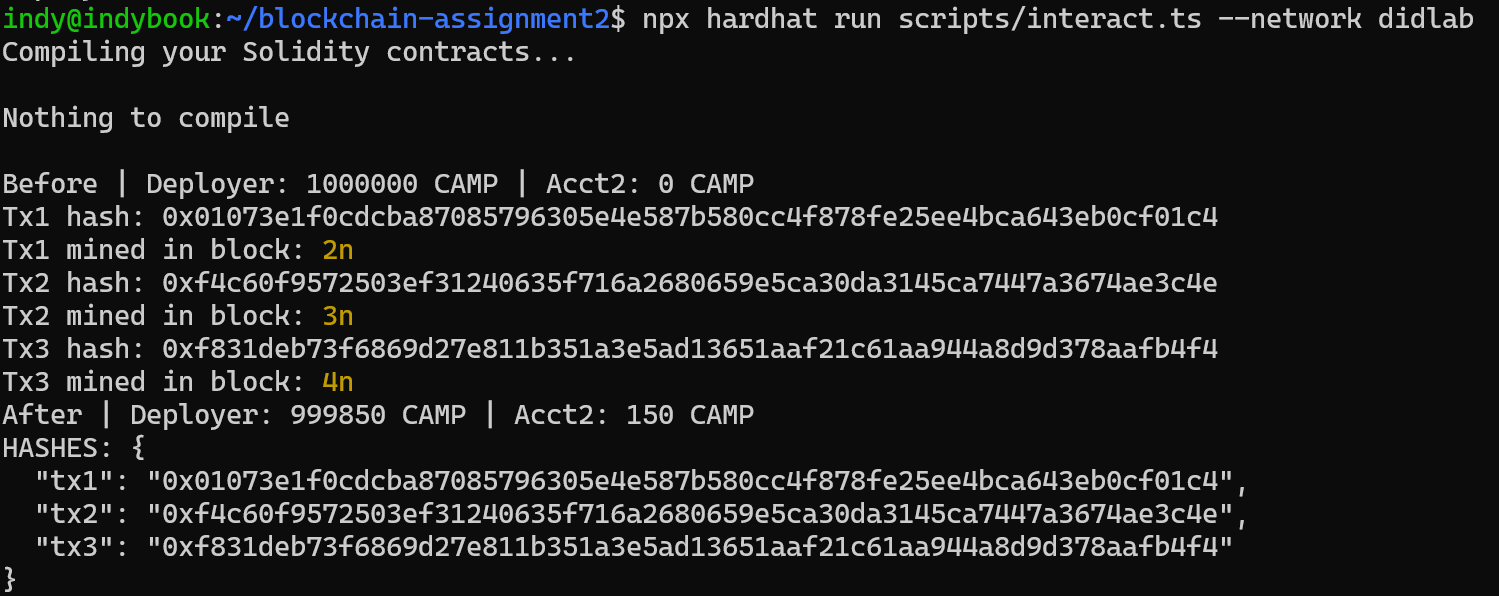 indy@indybook:~/blockchain-assignment2$ npx hardhat run scripts/interact.ts --network didlab
Compiling your Solidity contracts...
Nothing to compile
Before | Deployer: 1000000 CAMP | Acct2: 0 CAMP
Tx1 hash: 0x01073e1f0cdcba87085796305e4e587b580cc4f878fe25ee4bca643eb0cf01c4
Tx1 mined in block: 2n
Tx2 hash: 0xf4c60f9572503ef31240635f716a2680659e5ca30da3145ca7447a3674ae3c4e
Tx2 mined in block: 3n
Tx3 hash: 0xf831deb73f6869d27e811b351a3e5ad13651aaf21c61aa944a8d9d378aafb4f4
Tx3 mined in block: 4n
After | Deployer: 999850 CAMP | Acct2: 150 CAMP
HASHES: {
  "tx1": "0x01073e1f0cdcba87085796305e4e587b580cc4f878fe25ee4bca643eb0cf01c4",
  "tx2": "0xf4c60f9572503ef31240635f716a2680659e5ca30da3145ca7447a3674ae3c4e",
  "tx3": "0xf831deb73f6869d27e811b351a3e5ad13651aaf21c61aa944a8d9d378aafb4f4"
}